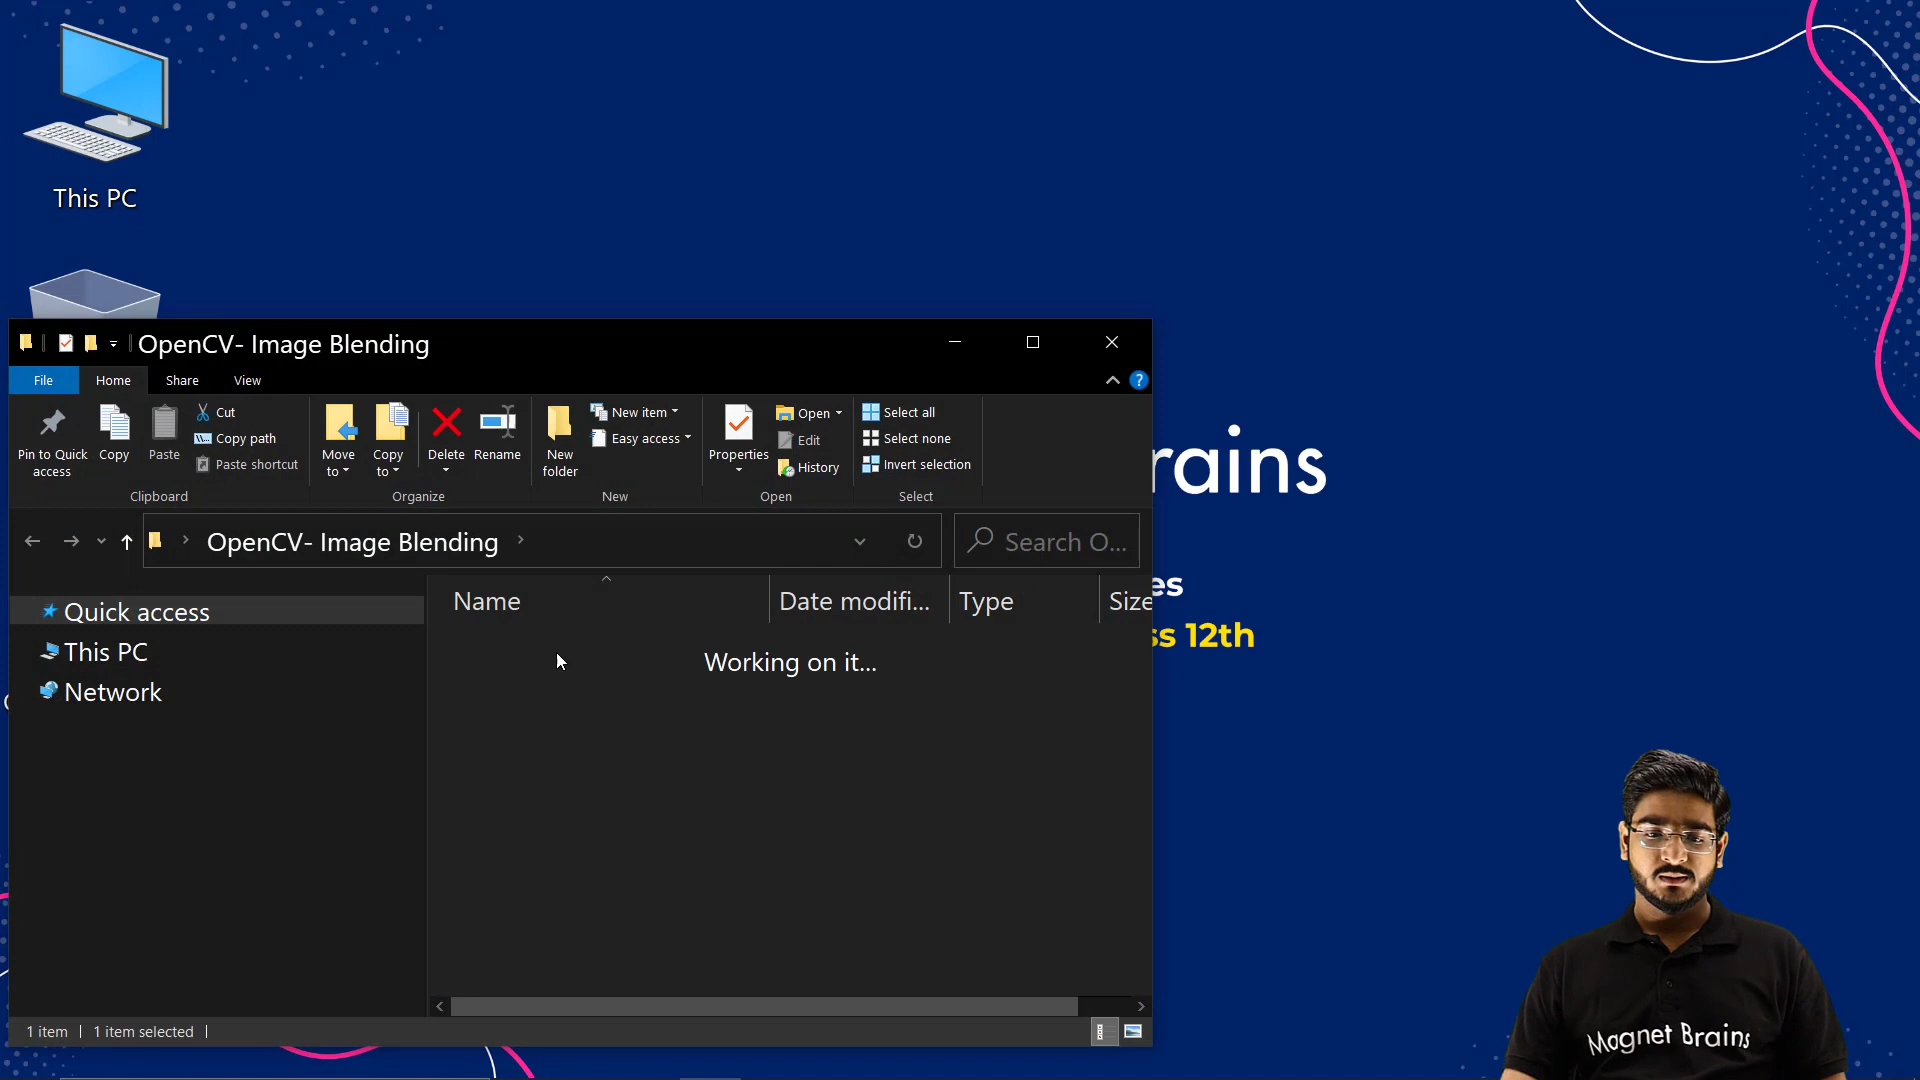 This PC
OpenCV- Image Blending
File
Home
Share
View
Pin to Quick access
Copy
Paste
Cut
Copy path
Paste shortcut
Clipboard
Move to
Copy to
Delete
Rename
Organize
New folder
New item
Easy access
New
Properties
Open
Edit
History
Open
Select all
Select none
Invert selection
Select
OpenCV- Image Blending
Search O...
Quick access
This PC
Network
Name
Date modifi...
Type
Size
Working on it...
1 item
1 item selected
rains
es
ss 12th
Magnet Brains